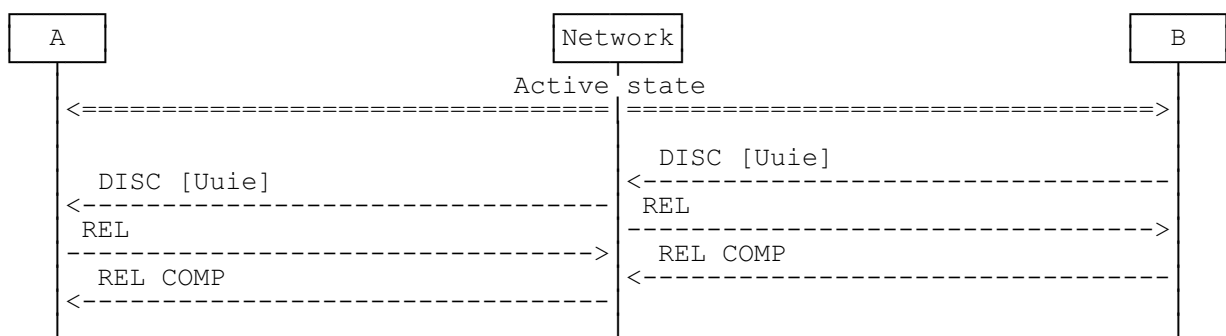 A Network B
Active state
DISC [Uuie]
DISC [Uuie]
REL
REL
REL COMP
REL COMP